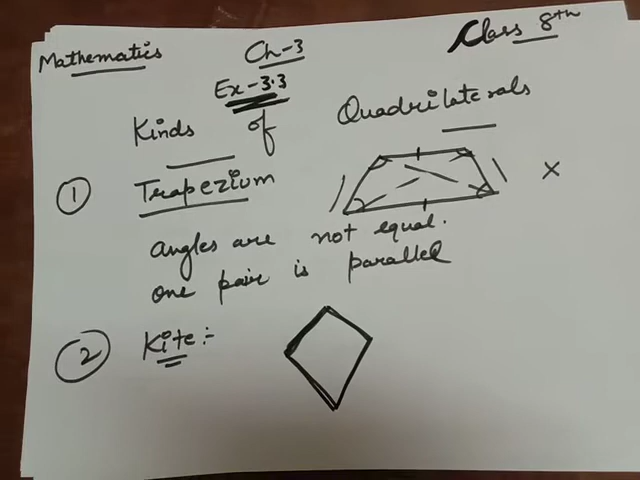 Mathematics Ch-3 Class 8th
Ex-3.3
Kinds of Quadrilaterals
1 Trapezium
angles are not equal.
one pair is parallel
2 Kite:-